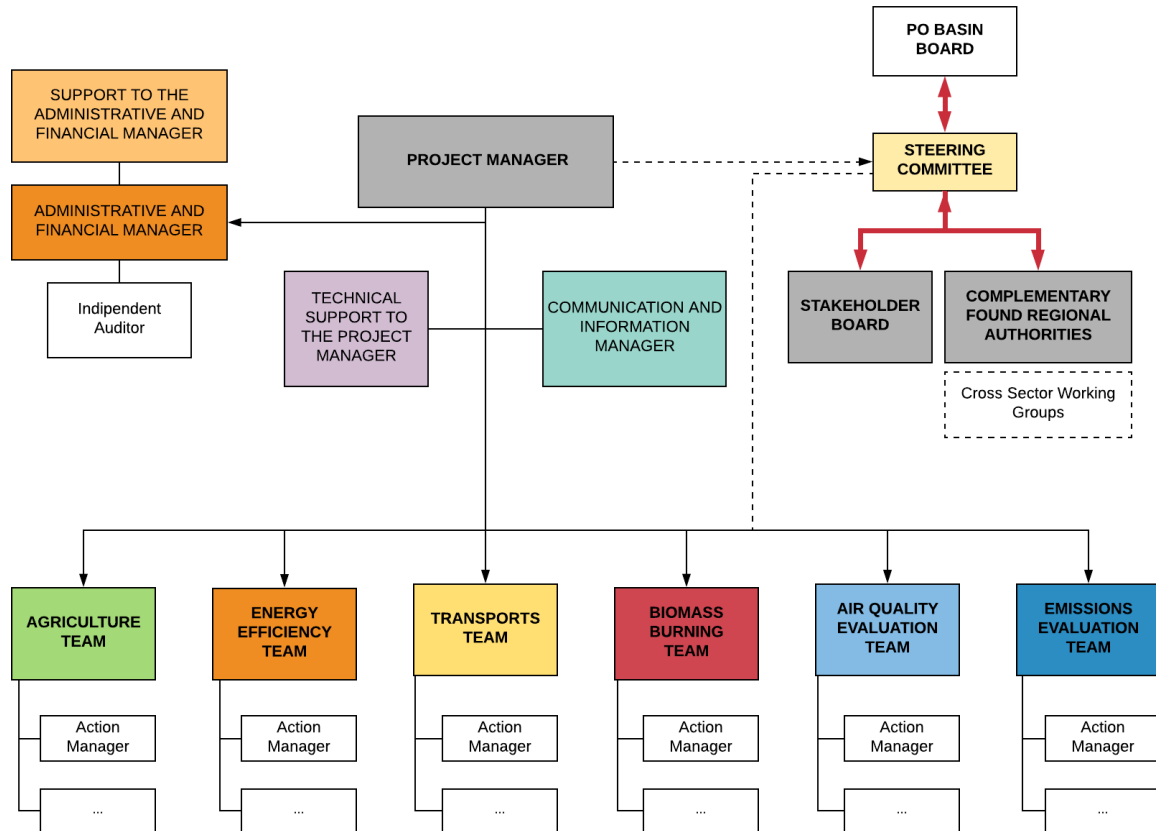 PO BASIN
BOARD
SUPPORT TO THE
ADMINISTRATIVE AND
FINANCIAL MANAGER
PROJECT MANAGER
STEERING
COMMITTEE
ADMINISTRATIVE AND
FINANCIAL MANAGER
Indipendent
Auditor
TECHNICAL
SUPPORT TO
THE PROJECT
MANAGER
COMMUNICATION AND
INFORMATION
MANAGER
STAKEHOLDER
BOARD
COMPLEMENTARY
FOUND REGIONAL
AUTHORITIES
Cross Sector Working
Groups
AGRICULTURE
TEAM
ENERGY
EFFICIENCY
TEAM
TRANSPORTS
TEAM
BIOMASS
BURNING
TEAM
AIR QUALITY
EVALUATION
TEAM
EMISSIONS
EVALUATION
TEAM
Action
Manager
Action
Manager
Action
Manager
Action
Manager
Action
Manager
Action
Manager
...
...
...
...
...
...